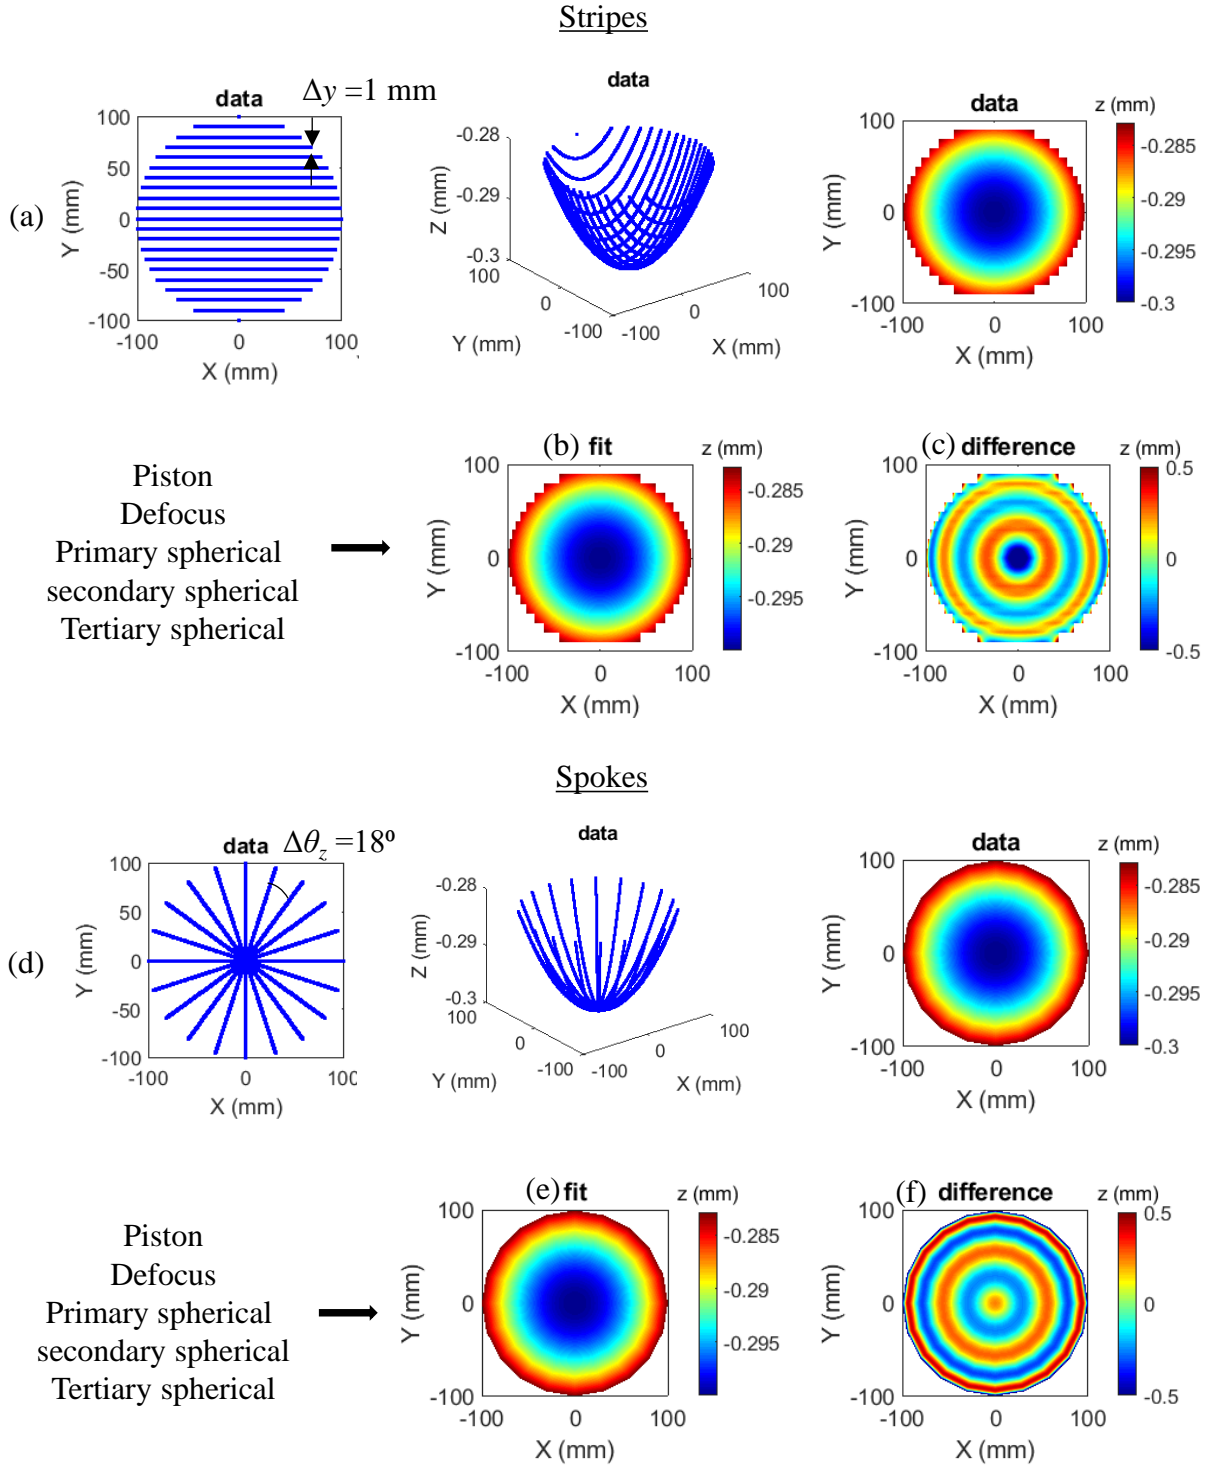 Stripes
data
Δy =1 mm
100
50
0
-50
-100
Y (mm)
-100 0 100
X (mm)
(a)
data
-0.28
-0.29
-0.3
Z (mm)
100
0
-100
Y (mm)
-100
0
100
X (mm)
data
z (mm)
100
0
-100
Y (mm)
-100 0 100
X (mm)
-0.285
-0.29
-0.295
-0.3
Piston
Defocus
Primary spherical
secondary spherical
Tertiary spherical
(b) fit
z (mm)
100
0
-100
Y (mm)
-100 0 100
X (mm)
-0.285
-0.29
-0.295
(c) difference
z (mm)
100
0
-100
Y (mm)
-100 0 100
X (mm)
0.5
0
-0.5
Spokes
data
Δθz =18º
100
50
0
-50
-100
Y (mm)
-100 0 100
X (mm)
(d)
data
-0.28
-0.29
-0.3
Z (mm)
100
0
-100
Y (mm)
-100
0
100
X (mm)
data
z (mm)
100
0
-100
Y (mm)
-100 0 100
X (mm)
-0.285
-0.29
-0.295
-0.3
Piston
Defocus
Primary spherical
secondary spherical
Tertiary spherical
(e) fit
z (mm)
100
0
-100
Y (mm)
-100 0 100
X (mm)
-0.285
-0.29
-0.295
(f) difference
z (mm)
100
0
-100
Y (mm)
-100 0 100
X (mm)
0.5
0
-0.5